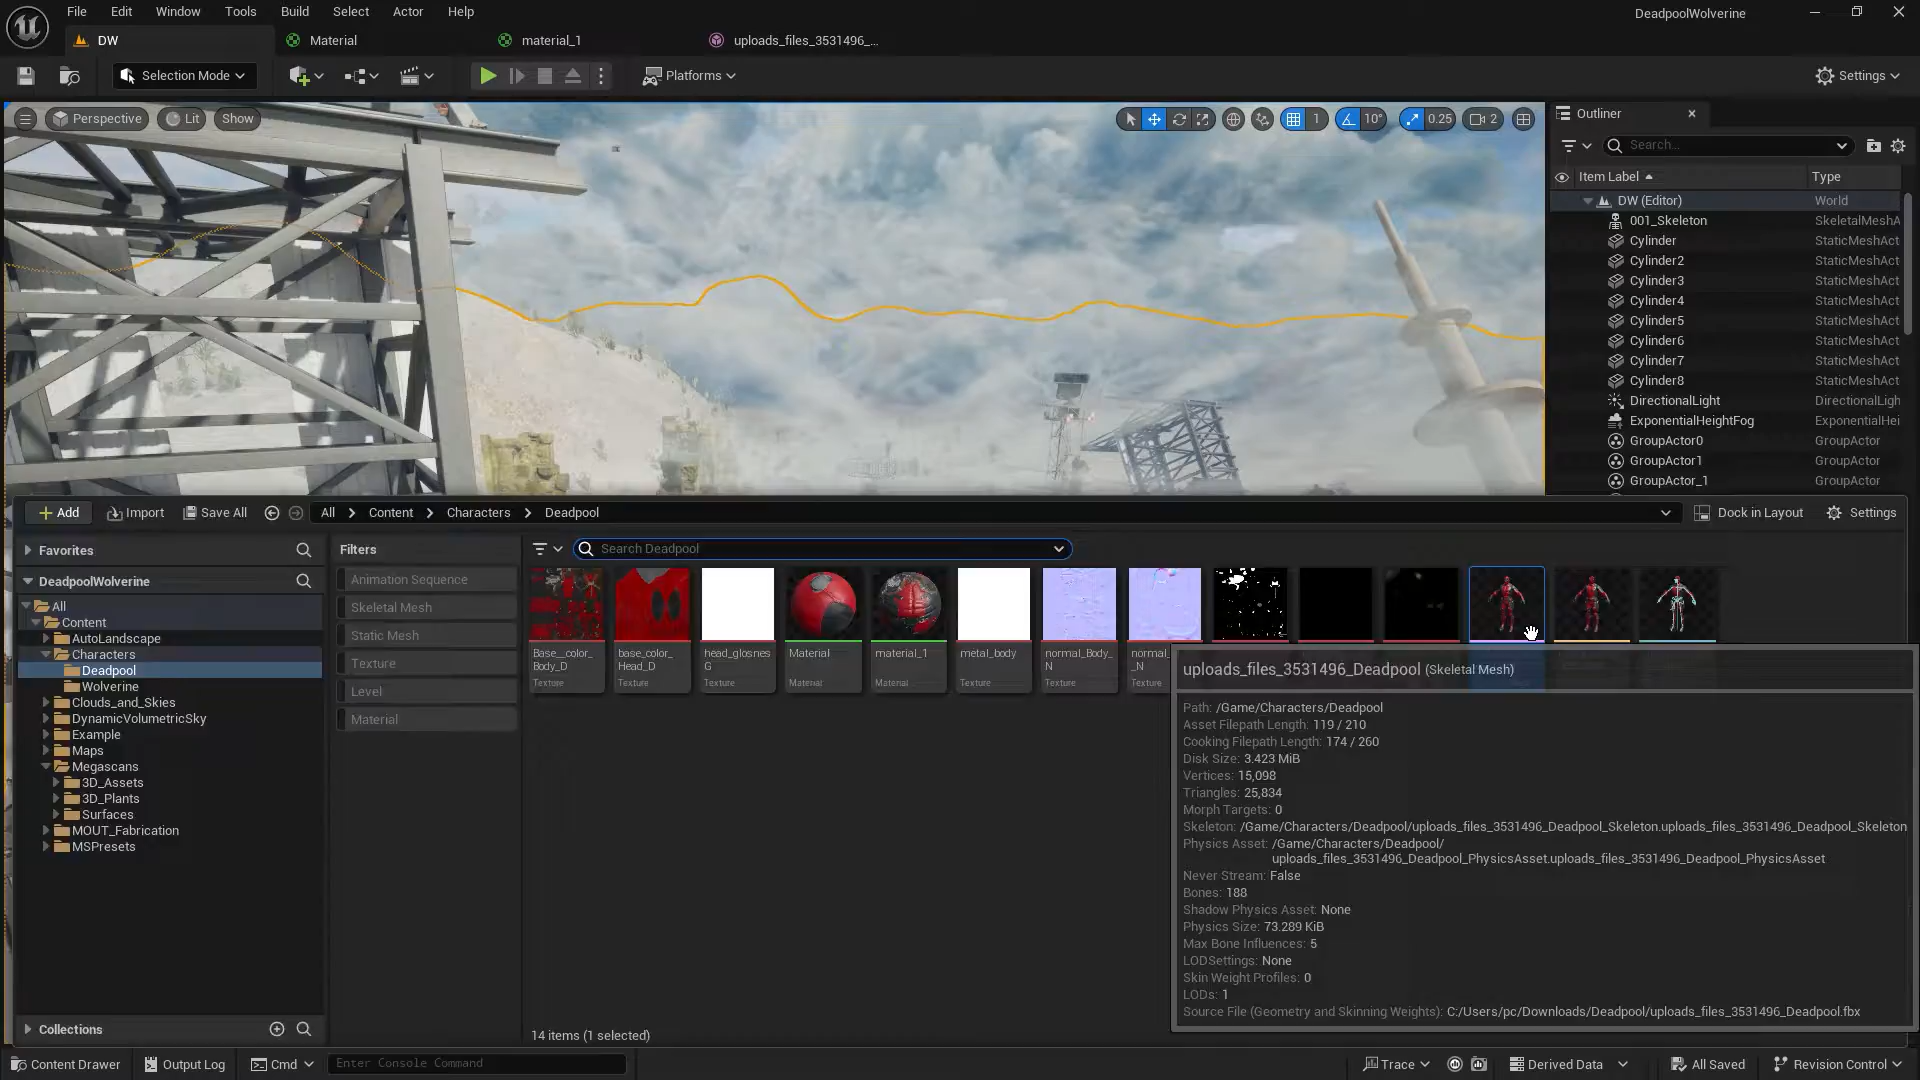 File Edit Window Tools Build Select Actor Help
DeadpoolWolverine
DW
Material
material_1
uploads_files_3531496_...
Selection Mode
Platforms
Settings
Perspective
Lit
Show
1
10°
0.25
2
Outliner
Search...
Item Label
Type
DW (Editor) World
001_Skeleton SkeletalMeshA
Cylinder StaticMeshAct
Cylinder2 StaticMeshAct
Cylinder3 StaticMeshAct
Cylinder4 StaticMeshAct
Cylinder5 StaticMeshAct
Cylinder6 StaticMeshAct
Cylinder7 StaticMeshAct
Cylinder8 StaticMeshAct
DirectionalLight DirectionalLigh
ExponentialHeightFog ExponentialHei
GroupActor0 GroupActor
GroupActor1 GroupActor
GroupActor_1 GroupActor
Add
Import
Save All
All > Content > Characters > Deadpool
Dock in Layout
Settings
Favorites
DeadpoolWolverine
All
Content
AutoLandscape
Characters
Deadpool
Wolverine
Clouds_and_Skies
DynamicVolumetricSky
Example
Maps
Megascans
3D_Assets
3D_Plants
Surfaces
MOUT_Fabrication
MSPresets
Collections
Filters
Animation Sequence
Skeletal Mesh
Static Mesh
Texture
Level
Material
Search Deadpool
Base__color_
Body_D
Texture
base_color_
Head_D
Texture
head_glosnes
G
Texture
Material
Material
material_1
Material
metal_body
Texture
normal_Body_
N
Texture
normal
_N
Texture
uploads_files_3531496_Deadpool (Skeletal Mesh)
Path: /Game/Characters/Deadpool
Asset Filepath Length: 119 / 210
Cooking Filepath Length: 174 / 260
Disk Size: 3.423 MiB
Vertices: 15,098
Triangles: 25,834
Morph Targets: 0
Skeleton: /Game/Characters/Deadpool/uploads_files_3531496_Deadpool_Skeleton.uploads_files_3531496_Deadpool_Skeleton
Physics Asset: /Game/Characters/Deadpool/
uploads_files_3531496_Deadpool_PhysicsAsset.uploads_files_3531496_Deadpool_PhysicsAsset
Never Stream: False
Bones: 188
Shadow Physics Asset: None
Physics Size: 73.289 KiB
Max Bone Influences: 5
LODSettings: None
Skin Weight Profiles: 0
LODs: 1
Source File (Geometry and Skinning Weights): C:/Users/pc/Downloads/Deadpool/uploads_files_3531496_Deadpool.fbx
14 items (1 selected)
Content Drawer
Output Log
Cmd
Enter Console Command
Trace
Derived Data
All Saved
Revision Control